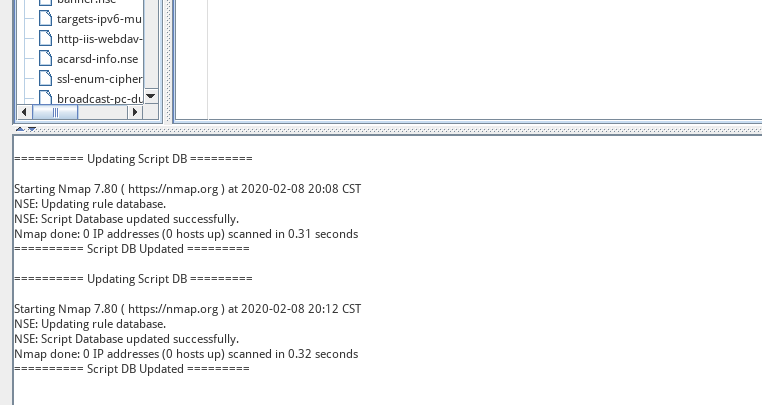 banner.nse
targets-ipv6-mu
http-iis-webdav-
acarsd-info.nse
ssl-enum-cipher
broadcast-pc-du
========== Updating Script DB =========
Starting Nmap 7.80 ( https://nmap.org ) at 2020-02-08 20:08 CST
NSE: Updating rule database.
NSE: Script Database updated successfully.
Nmap done: 0 IP addresses (0 hosts up) scanned in 0.31 seconds
========== Script DB Updated =========
========== Updating Script DB =========
Starting Nmap 7.80 ( https://nmap.org ) at 2020-02-08 20:12 CST
NSE: Updating rule database.
NSE: Script Database updated successfully.
Nmap done: 0 IP addresses (0 hosts up) scanned in 0.32 seconds
========== Script DB Updated =========